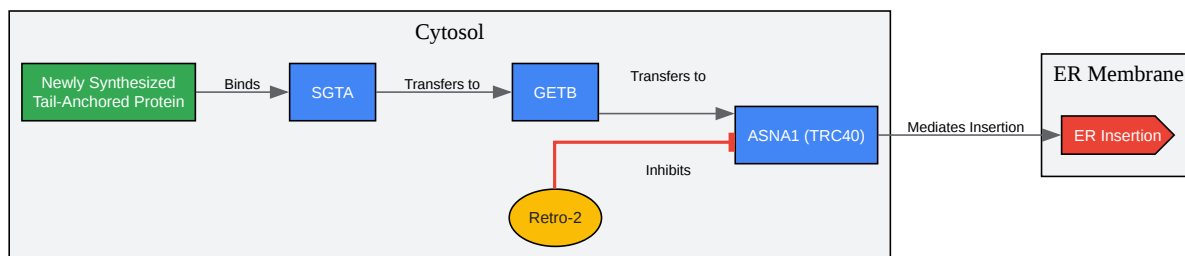 Cytosol
Newly Synthesized
Tail-Anchored Protein
Binds
SGTA
Transfers to
GETB
Transfers to
ASNA1 (TRC40)
Inhibits
Retro-2
Mediates Insertion
ER Membrane
ER Insertion